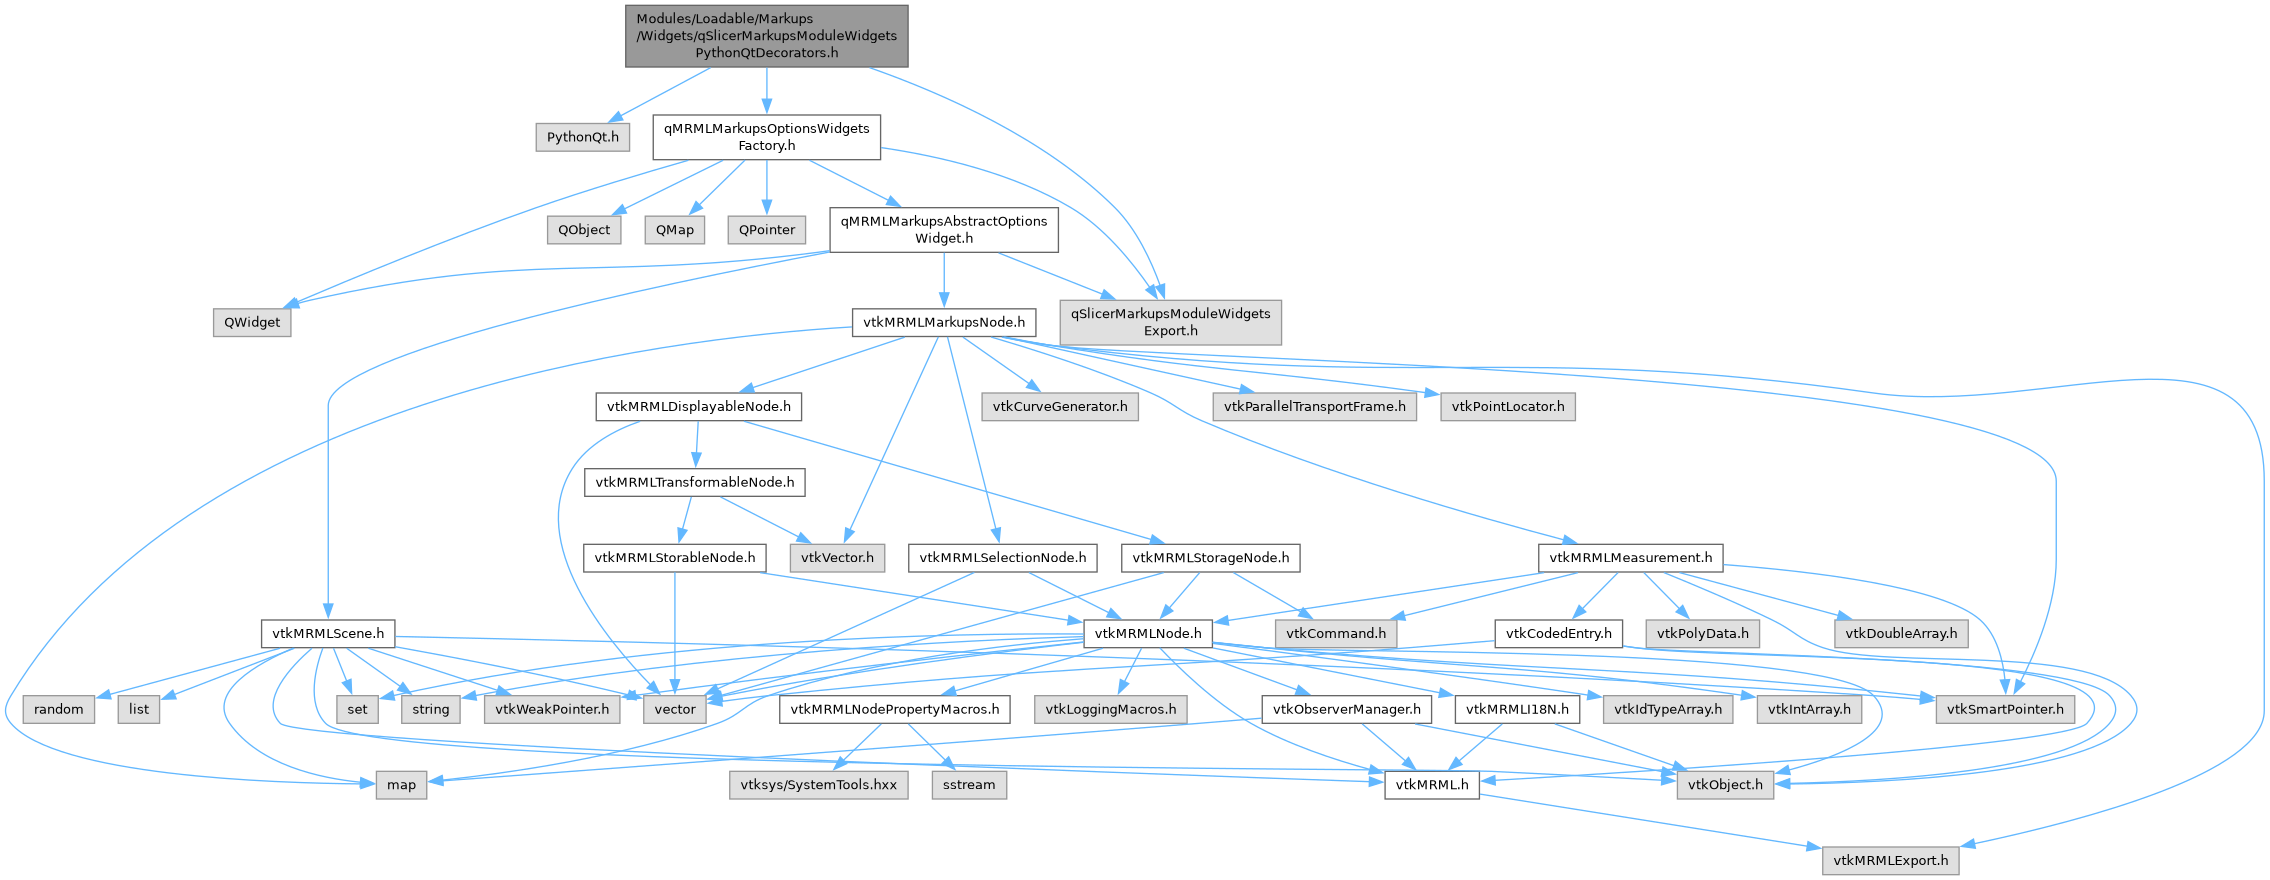 Modules/Loadable/Markups
/Widgets/qSlicerMarkupsModuleWidgets
PythonQtDecorators.h
PythonQt.h
qMRMLMarkupsOptionsWidgets
Factory.h
QObject
QMap
QPointer
qMRMLMarkupsAbstractOptions
Widget.h
QWidget
vtkMRMLMarkupsNode.h
qSlicerMarkupsModuleWidgets
Export.h
vtkMRMLDisplayableNode.h
vtkCurveGenerator.h
vtkParallelTransportFrame.h
vtkPointLocator.h
vtkMRMLTransformableNode.h
vtkMRMLStorableNode.h
vtkVector.h
vtkMRMLSelectionNode.h
vtkMRMLStorageNode.h
vtkMRMLMeasurement.h
vtkMRMLScene.h
vtkMRMLNode.h
vtkCommand.h
vtkCodedEntry.h
vtkPolyData.h
vtkDoubleArray.h
random
list
set
string
vtkWeakPointer.h
vector
vtkMRMLNodePropertyMacros.h
vtkLoggingMacros.h
vtkObserverManager.h
vtkMRMLI18N.h
vtkIdTypeArray.h
vtkIntArray.h
vtkSmartPointer.h
map
vtksys/SystemTools.hxx
sstream
vtkMRML.h
vtkObject.h
vtkMRMLExport.h